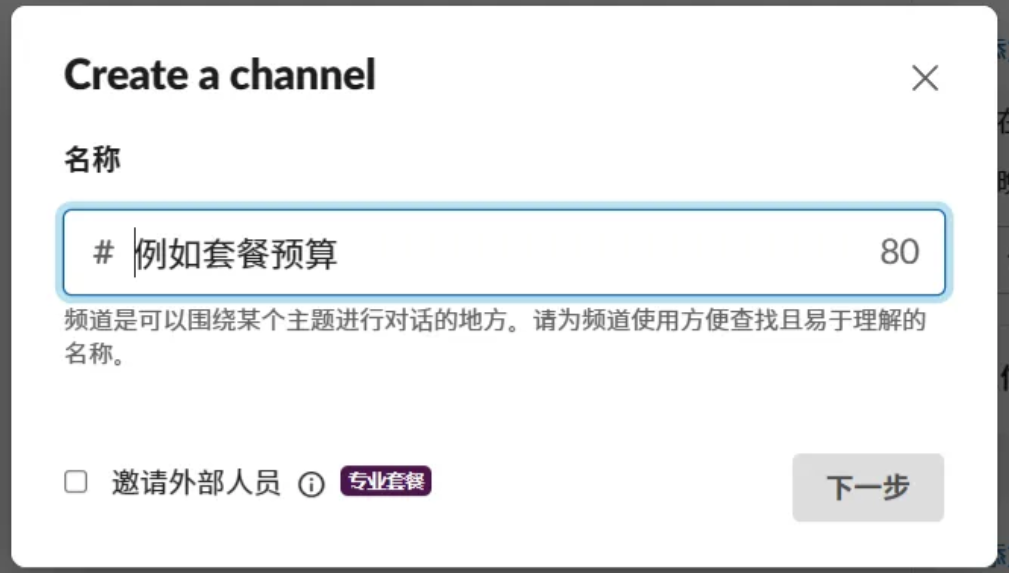 Create a channel
名称
# 例如套餐预算 80
频道是可以围绕某个主题进行对话的地方。请为频道使用方便查找且易于理解的
名称。
邀请外部人员 专业套餐
下一步